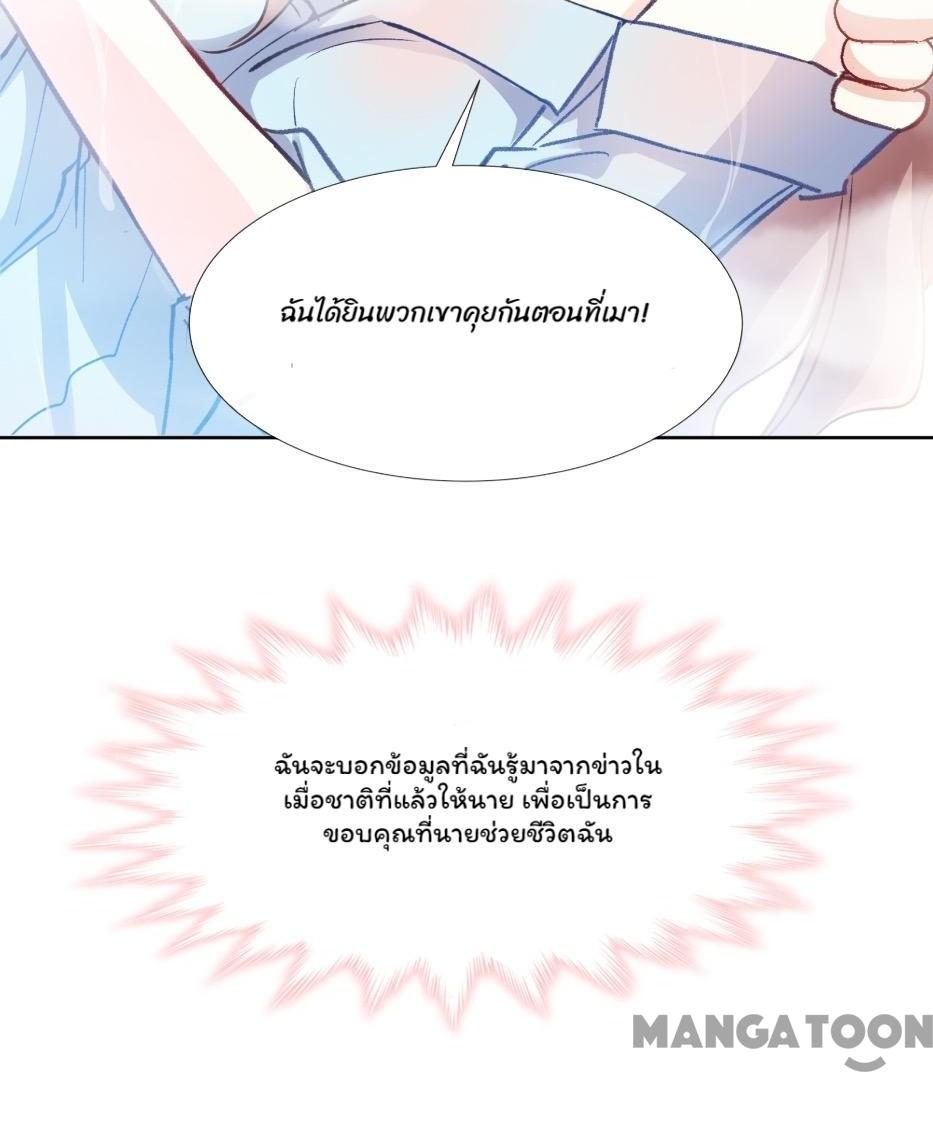 ฉันได้ยินพวกเขาคุยกันตอนที่เมา!
ฉันจะบอกข้อมูลที่ฉันรู้มาจากข่าวใน
เมื่อชาติที่แล้วให้นาย เพื่อเป็นการ
ขอบคุณที่นายช่วยชีวิตฉัน
MANGATOON